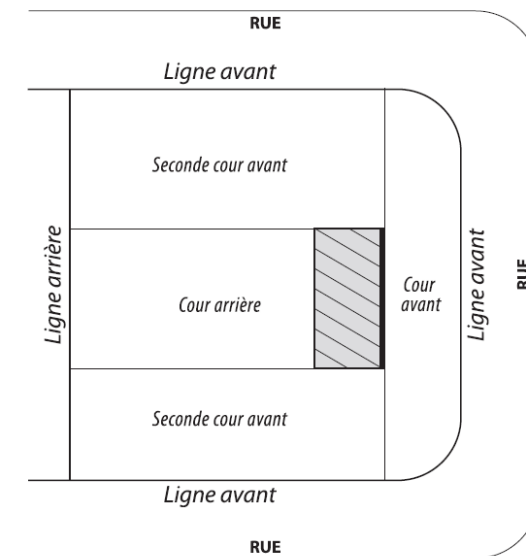 RUE
Ligne avant
Seconde cour avant
Ligne arrière
Cour arrière
Cour
avant
Ligne avant
RUE
Seconde cour avant
Ligne avant
RUE